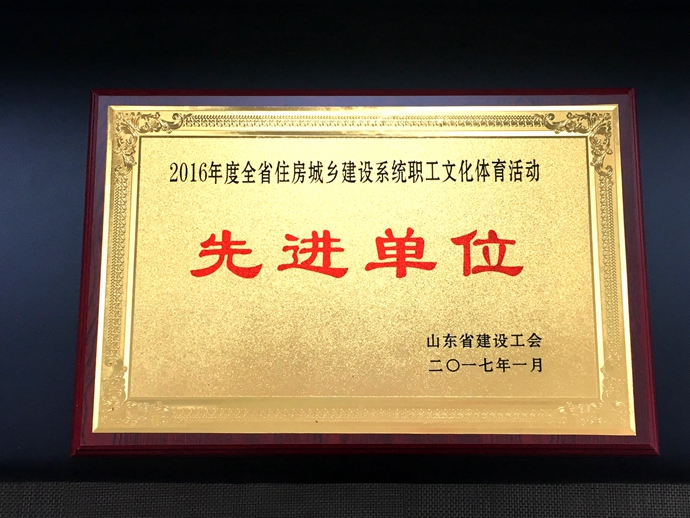 2016年度全省住房城乡建设系统职工文化体育活动
先进单位
山东省建设工会
二〇一七年一月